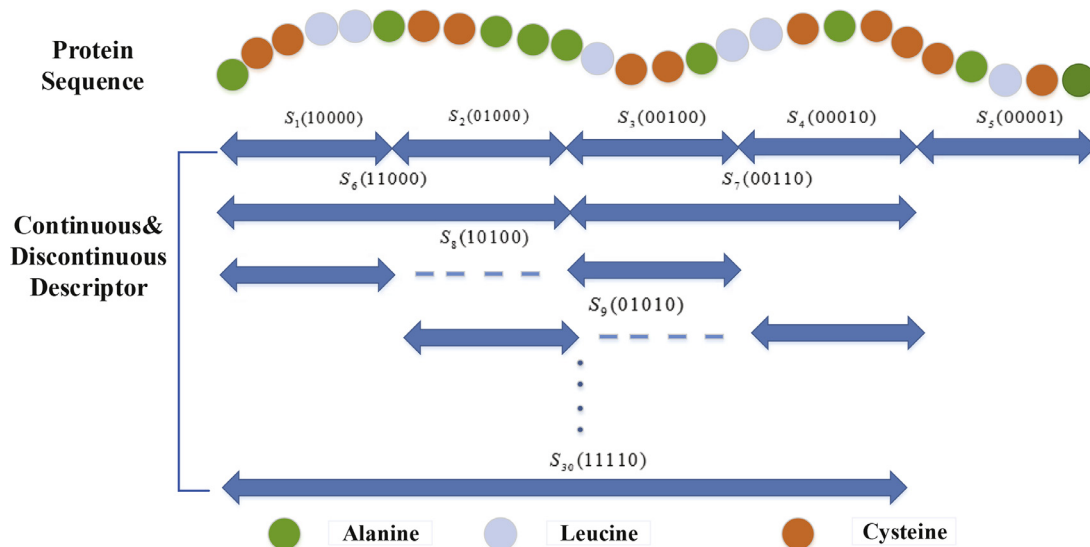 Protein
Sequence
S1(10000)
S2(01000)
S3(00100)
S4(00010)
S5(00001)
S6(11000)
S7(00110)
Continuous&
Discontinuous
Descriptor
S8(10100)
S9(01010)
S30(11110)
Alanine
Leucine
Cysteine